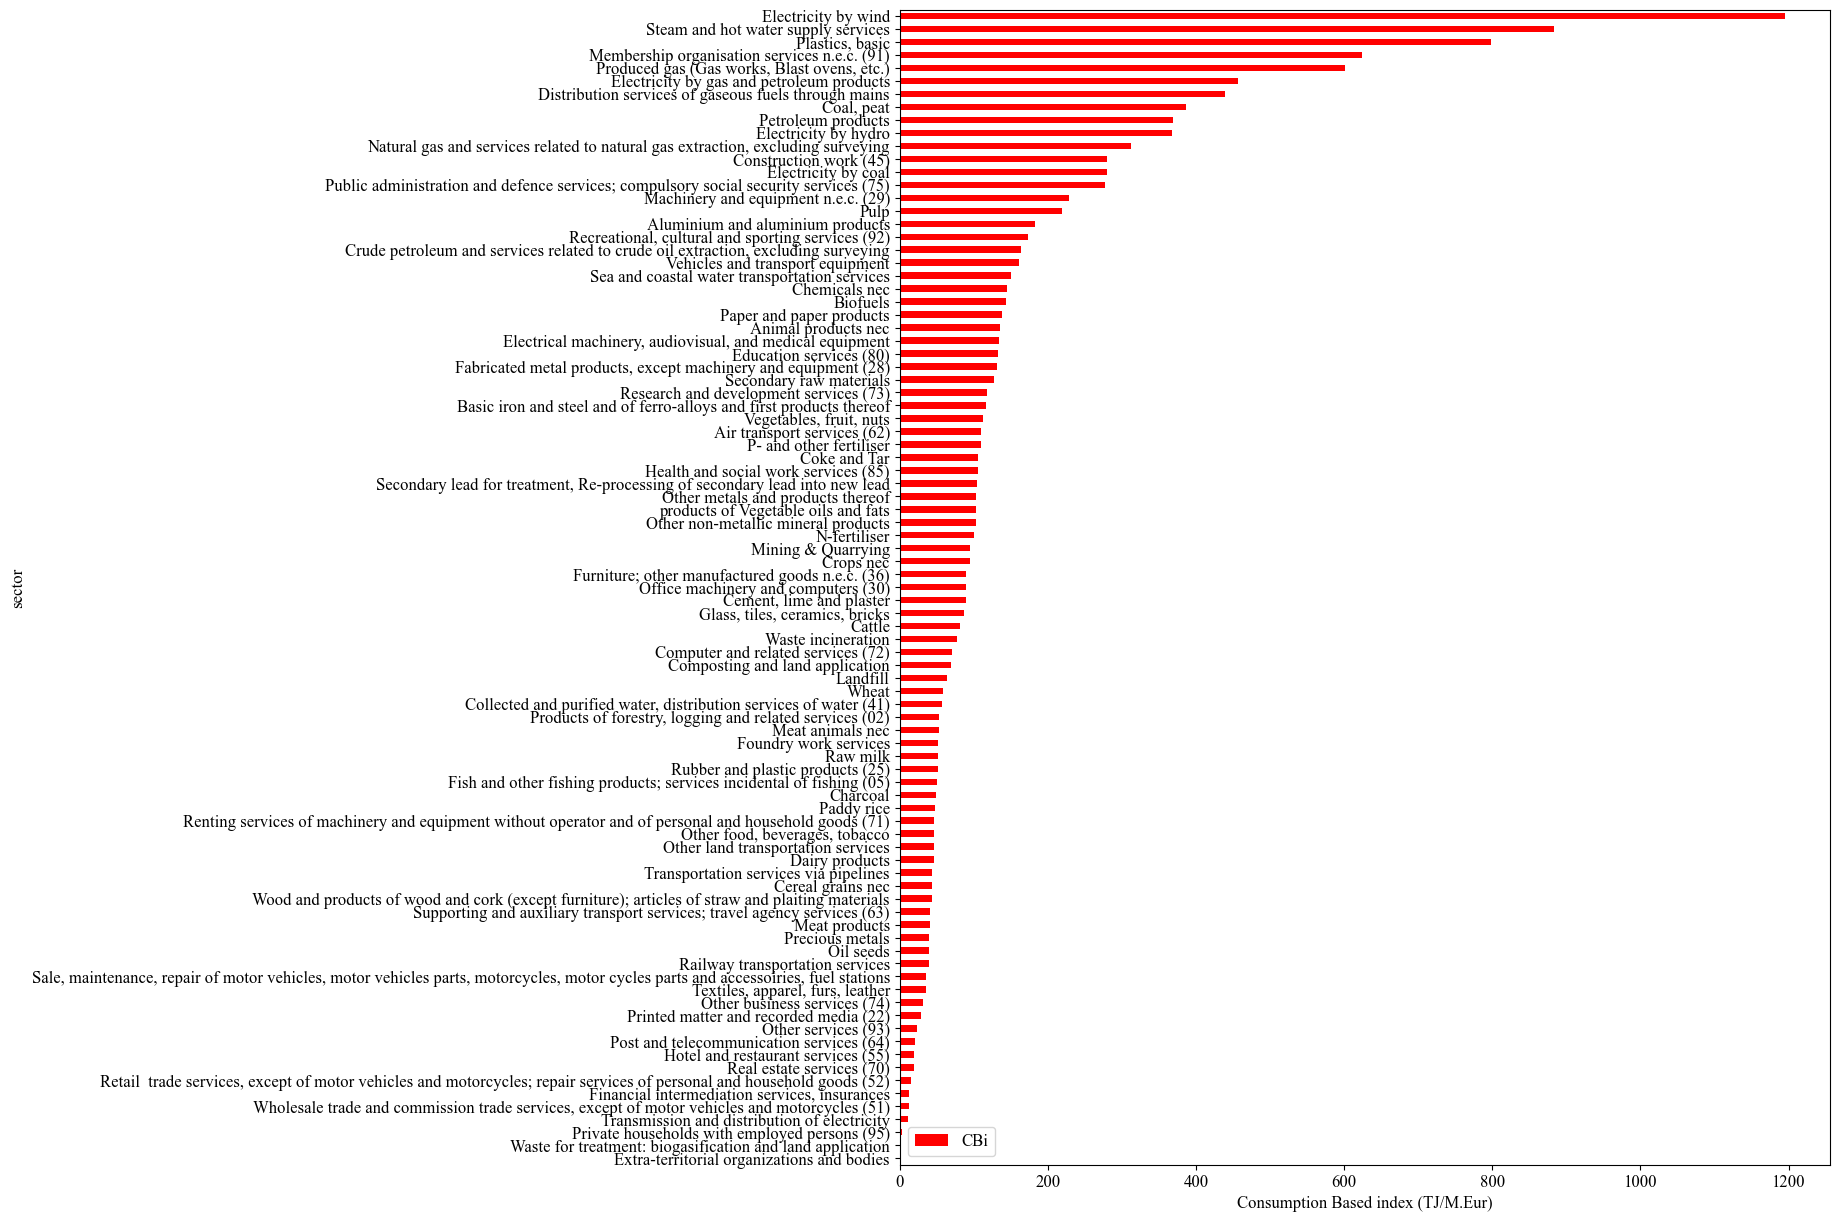 Electricity by wind
Steam and hot water supply services
Plastics, basic
Membership organisation services n.e.c. (91)
Produced gas (Gas works, Blast ovens, etc.)
Electricity by gas and petroleum products
Distribution services of gaseous fuels through mains
Coal, peat
Petroleum products
Electricity by hydro
Natural gas and services related to natural gas extraction, excluding surveying
Construction work (45)
Electricity by coal
Public administration and defence services; compulsory social security services (75)
Machinery and equipment n.e.c. (29)
Pulp
Aluminium and aluminium products
Recreational, cultural and sporting services (92)
Crude petroleum and services related to crude oil extraction, excluding surveying
Vehicles and transport equipment
Sea and coastal water transportation services
Chemicals nec
Biofuels
Paper and paper products
Animal products nec
Electrical machinery, audiovisual, and medical equipment
Education services (80)
Fabricated metal products, except machinery and equipment (28)
Secondary raw materials
Research and development services (73)
Basic iron and steel and of ferro-alloys and first products thereof
Vegetables, fruit, nuts
Air transport services (62)
P- and other fertiliser
Coke and Tar
Health and social work services (85)
Secondary lead for treatment, Re-processing of secondary lead into new lead
Other metals and products thereof
products of Vegetable oils and fats
Other non-metallic mineral products
N-fertiliser
Mining & Quarrying
Crops nec
Furniture; other manufactured goods n.e.c. (36)
Office machinery and computers (30)
Cement, lime and plaster
Glass, tiles, ceramics, bricks
Cattle
Waste incineration
Computer and related services (72)
Composting and land application
Landfill
Wheat
Collected and purified water, distribution services of water (41)
Products of forestry, logging and related services (02)
Meat animals nec
Foundry work services
Raw milk
Rubber and plastic products (25)
Fish and other fishing products; services incidental of fishing (05)
Charcoal
Paddy rice
Renting services of machinery and equipment without operator and of personal and household goods (71)
Other food, beverages, tobacco
Other land transportation services
Dairy products
Transportation services via pipelines
Cereal grains nec
Wood and products of wood and cork (except furniture); articles of straw and plaiting materials
Supporting and auxiliary transport services; travel agency services (63)
Meat products
Precious metals
Oil seeds
Railway transportation services
Sale, maintenance, repair of motor vehicles, motor vehicles parts, motorcycles, motor cycles parts and accessoiries, fuel stations
Textiles, apparel, furs, leather
Other business services (74)
Printed matter and recorded media (22)
Other services (93)
Post and telecommunication services (64)
Hotel and restaurant services (55)
Real estate services (70)
Retail  trade services, except of motor vehicles and motorcycles; repair services of personal and household goods (52)
Financial intermediation services, insurances
Wholesale trade and commission trade services, except of motor vehicles and motorcycles (51)
Transmission and distribution of electricity
Private households with employed persons (95)
Waste for treatment: biogasification and land application
Extra-territorial organizations and bodies
sector
CBi
0 200 400 600 800 1000 1200
Consumption Based index (TJ/M.Eur)